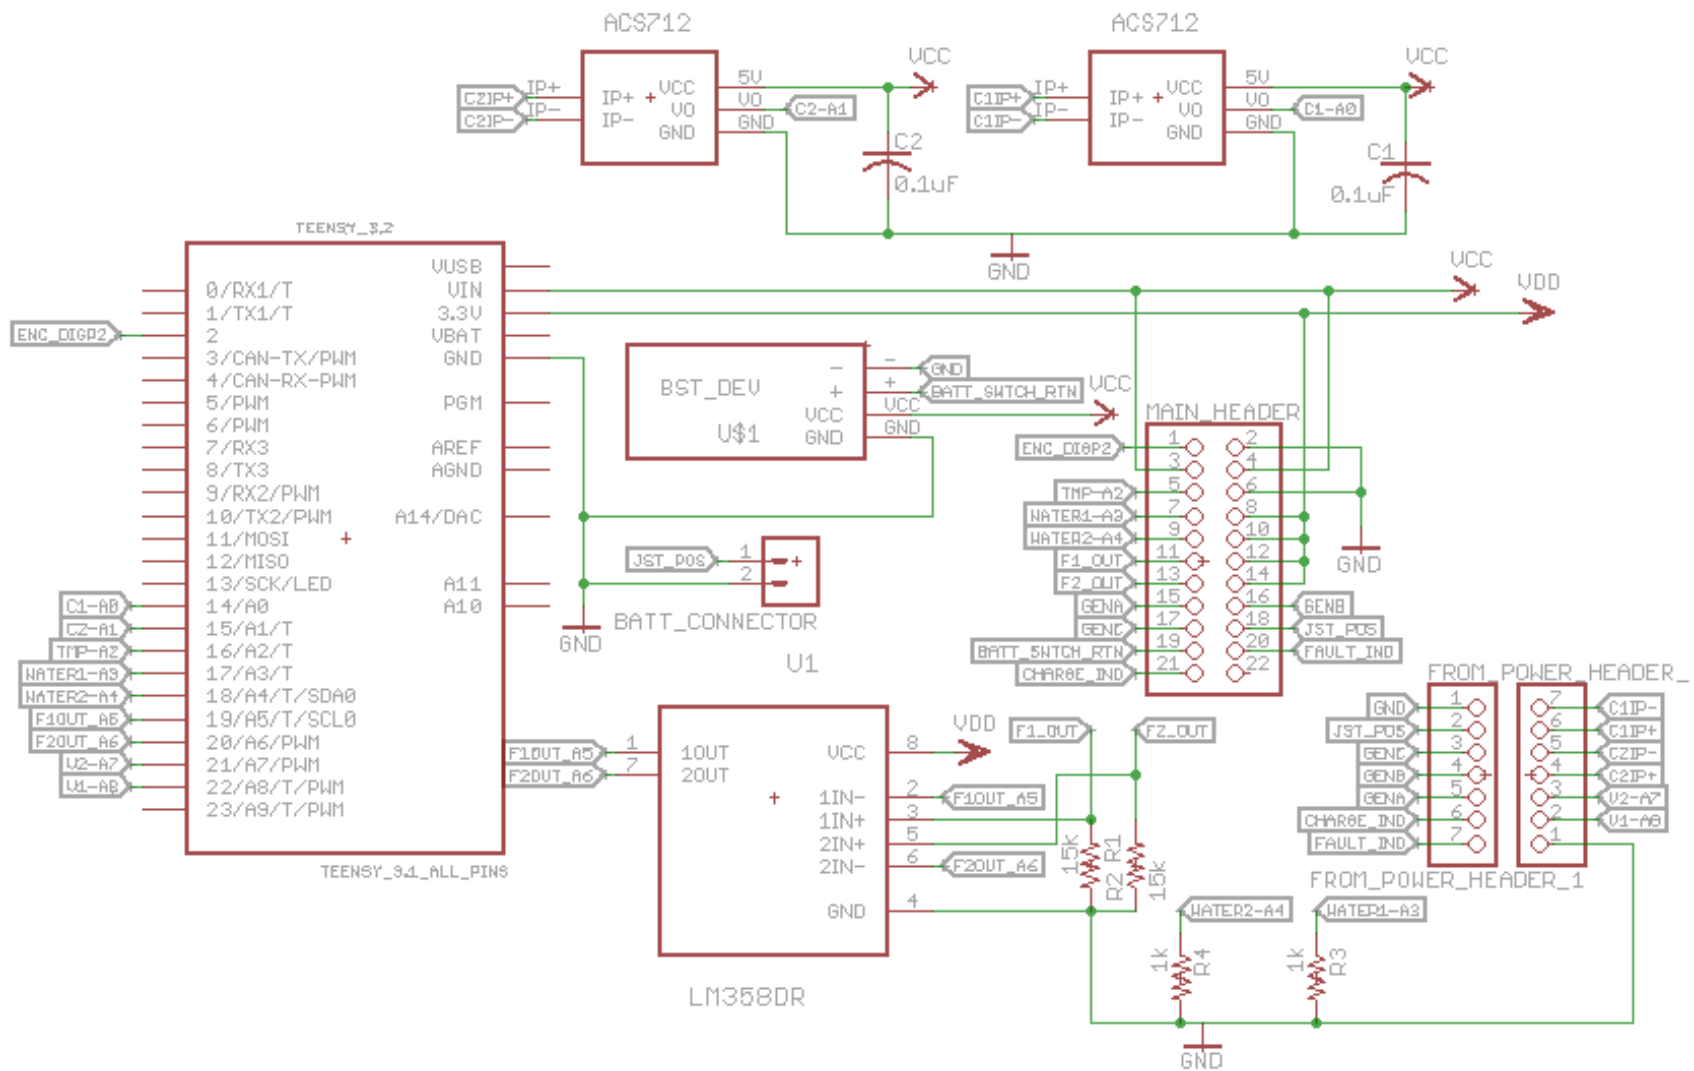 ACS712
ACS712
VCC
VCC
IP+
IP-
C2IP+
C2IP-
IP+
IP-
VCC
VO
GND
5V
VO
GND
C2-A1
C2
0.1uF
IP+
IP-
C1IP+
C1IP-
IP+
IP-
VCC
VO
GND
5V
VO
GND
C1-A0
C1
0.1uF
GND
TEENSY_3.2
VUSB
0/RX1/T
VIN
1/TX1/T
3.3V
2
VBAT
3/CAN-TX/PWM
GND
4/CAN-RX-PWM
5/PWM
PGM
6/PWM
7/RX3
AREF
8/TX3
AGND
9/RX2/PWM
10/TX2/PWM
A14/DAC
11/MOSI
12/MISO
13/SCK/LED
A11
14/A0
A10
15/A1/T
16/A2/T
17/A3/T
18/A4/T/SDA0
19/A5/T/SCL0
20/A6/PWM
21/A7/PWM
22/A8/T/PWM
23/A9/T/PWM
TEENSY_3.1_ALL_PINS
ENC_DIGP2
C1-A0
C2-A1
TMP-A2
WATER1-A3
WATER2-A4
F1OUT_A5
F2OUT_A6
V2-A7
V1-A8
VCC
VDD
BST_DEV
U$1
-
+
VCC
GND
-
+
VCC
GND
GND
BATT_SWTCH_RTN
VCC
JST_POS
1
2
BATT_CONNECTOR
GND
MAIN_HEADER
ENC_DIGP2
1
2
3
4
TMP-A2
5
6
WATER1-A3
7
8
WATER2-A4
9
10
F1_OUT
11
12
F2_OUT
13
14
GENA
15
16
GENB
GENC
17
18
JST_POS
BATT_SWTCH_RTN
19
20
FAULT_IND
CHARGE_IND
21
22
GND
U1
F1OUT_A5
1
F2OUT_A6
7
1OUT
2OUT
VCC
1IN-
1IN+
2IN+
2IN-
GND
8
2
3
5
6
4
VDD
F1OUT_A5
F2OUT_A6
LM358DR
F1_OUT
F2_OUT
15k
R2
R1
15k
WATER2-A4
1k
R4
WATER1-A3
1k
R3
GND
FROM_POWER_HEADER_
GND
1
7
C1IP-
JST_POS
2
6
C1IP+
GENC
3
5
C2IP-
GENB
4
4
C2IP+
GENA
5
3
V2-A7
CHARGE_IND
6
2
V1-A8
FAULT_IND
7
1
FROM_POWER_HEADER_1